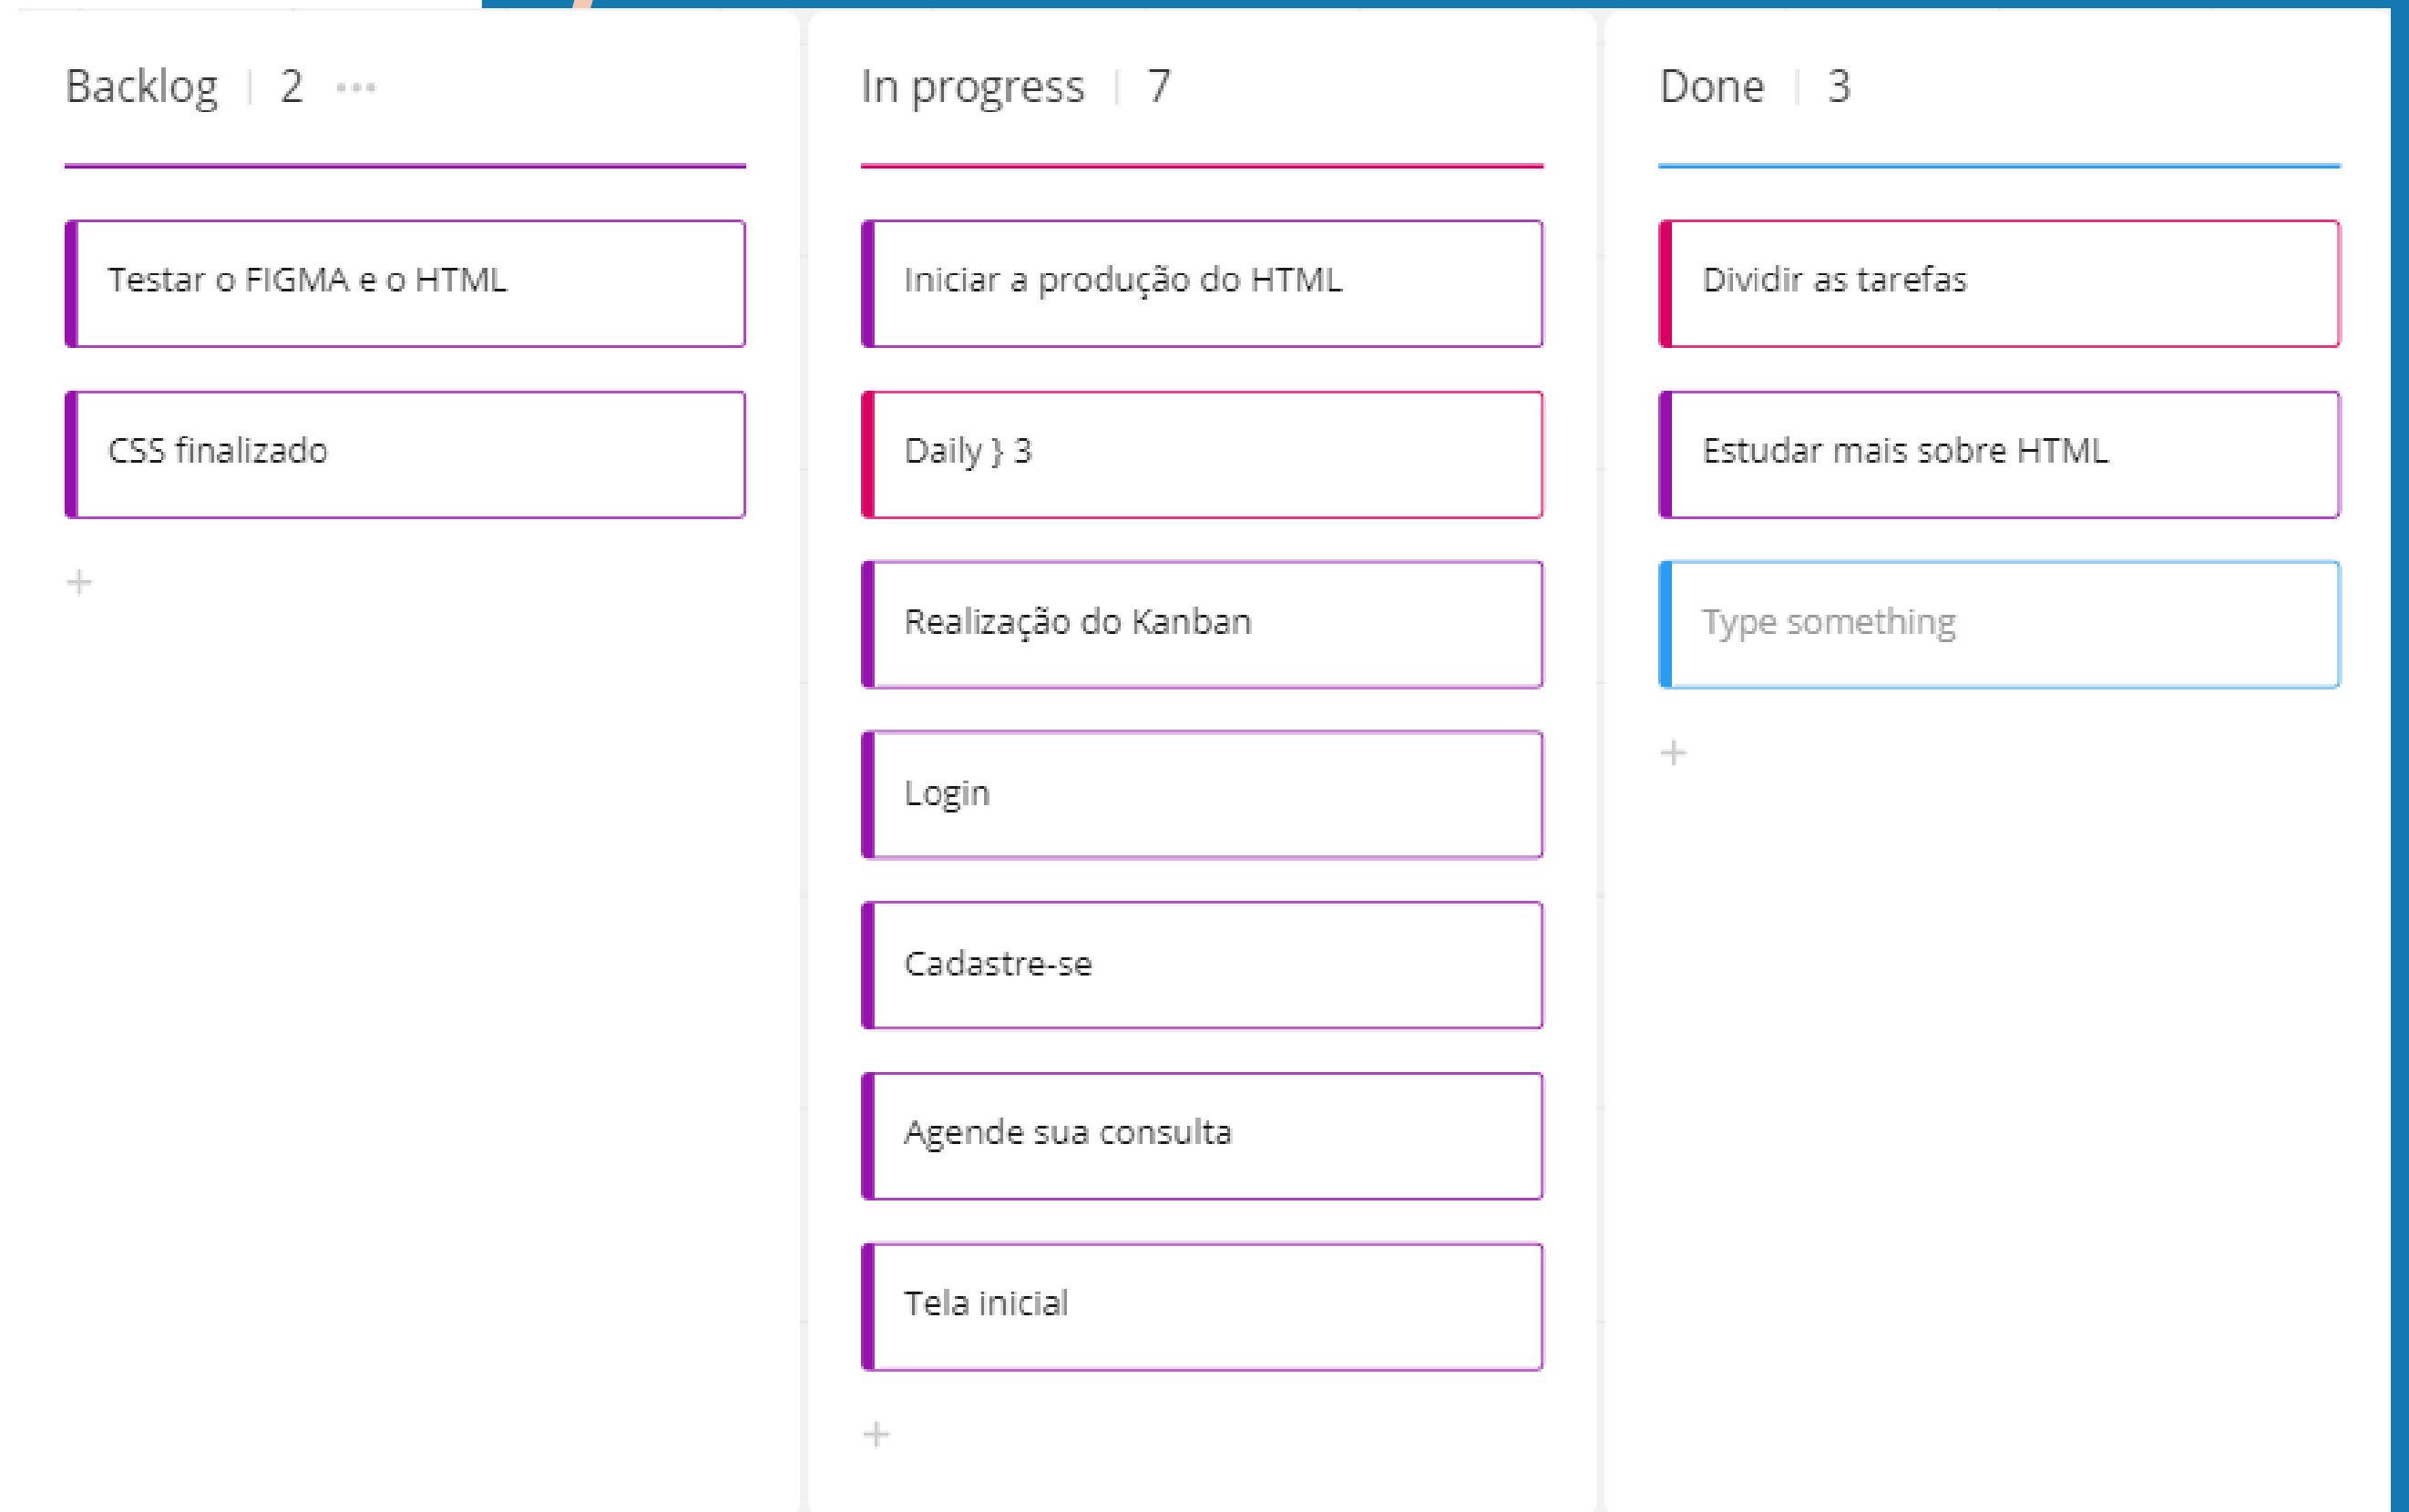 Backlog | 2 ...
Testar o FIGMA e o HTML
CSS finalizado
+
In progress | 7
Iniciar a produção do HTML
Daily } 3
Realização do Kanban
Login
Cadastre-se
Agende sua consulta
Tela inicial
+
Done | 3
Dividir as tarefas
Estudar mais sobre HTML
Type something
+